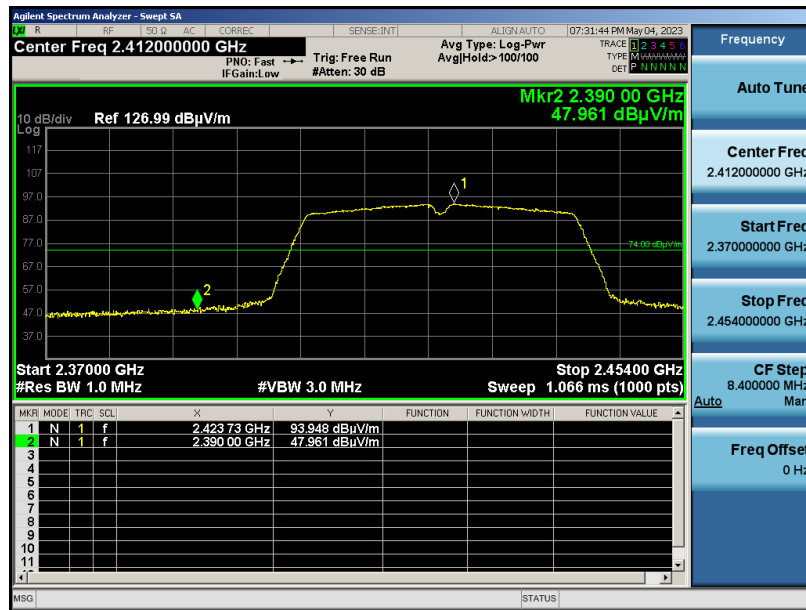 Agilent Spectrum Analyzer - Swept SA
LXI R RF 50 Ω AC CORREC SENSE:INT ALIGN AUTO 07:31:44 PM May 04, 2023
Center Freq 2.412000000 GHz
PNO: Fast
IFGain:Low
Trig: Free Run
#Atten: 30 dB
Avg Type: Log-Pwr
Avg|Hold:>100/100
TRACE 1 2 3 4 5 6
TYPE M
DET P N N N N N
Mkr2 2.390 00 GHz
47.961 dBµV/m
10 dB/div Ref 126.99 dBµV/m
Log
117
107
97.0
87.0
77.0
67.0
57.0
47.0
37.0
1
2
74.00 dBµV/m
Start 2.37000 GHz Stop 2.45400 GHz
#Res BW 1.0 MHz #VBW 3.0 MHz Sweep 1.066 ms (1000 pts)
MKR MODE TRC SCL X Y FUNCTION FUNCTION WIDTH FUNCTION VALUE
1 N 1 f 2.423 73 GHz 93.948 dBµV/m
2 N 1 f 2.390 00 GHz 47.961 dBµV/m
3
4
5
6
7
8
9
10
11
MSG STATUS
Frequency
Auto Tune
Center Freq
2.412000000 GHz
Start Freq
2.370000000 GHz
Stop Freq
2.454000000 GHz
CF Step
8.400000 MHz
Auto Man
Freq Offset
0 Hz